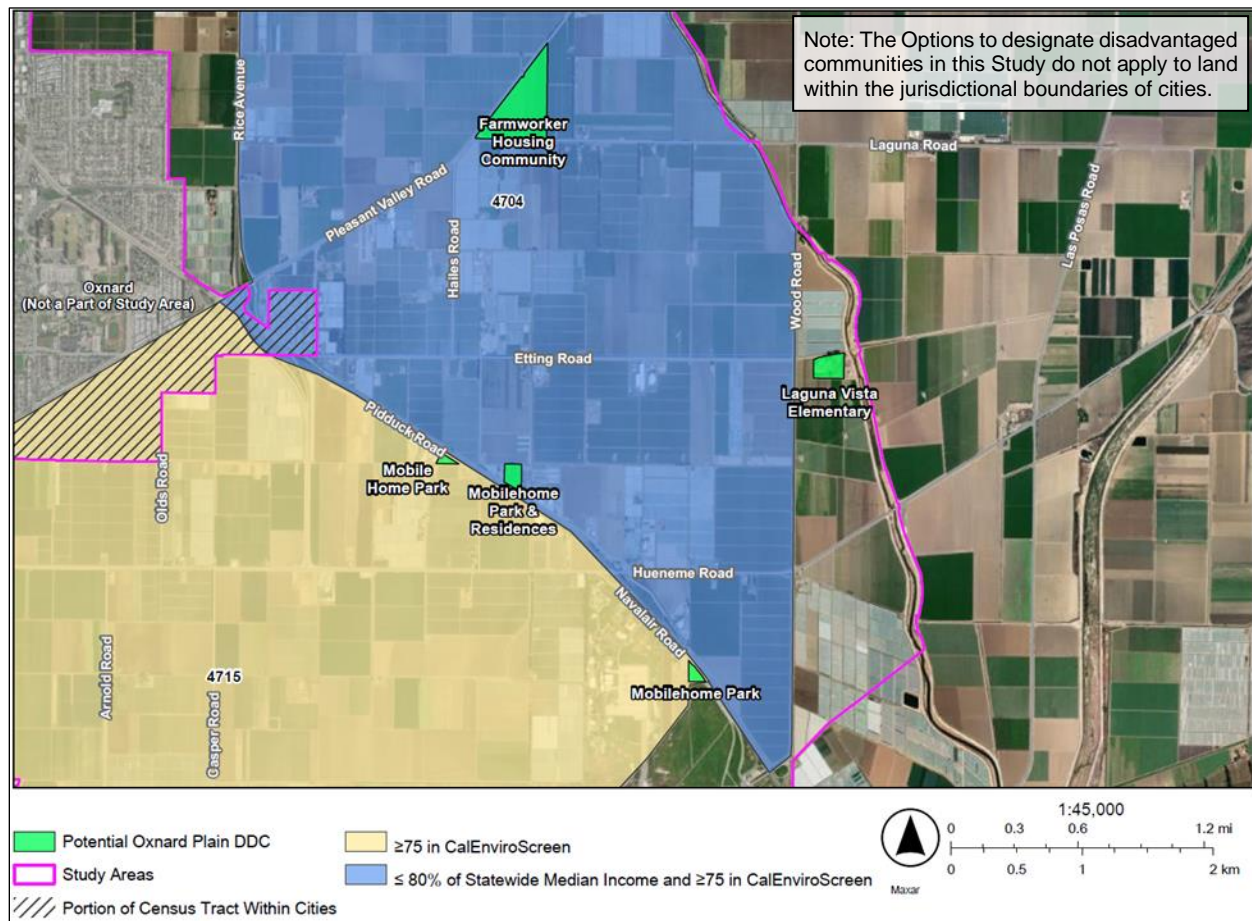 Note: The Options to designate disadvantaged
communities in this Study do not apply to land
within the jurisdictional boundaries of cities.
Rice Avenue
Farmworker
Housing
Community
Laguna Road
Pleasant Valley Road
4704
Las Posas Road
Hailes Road
Wood Road
Oxnard
(Not a Part of Study Area)
Etting Road
Laguna Vista
Elementary
Pidduck Road
Mobile
Home Park
Mobilehome
Park &
Residences
Olds Road
Hueneme Road
Navalair Road
Arnold Road
4715
Casper Road
Mobilehome Park
Potential Oxnard Plain DDC
Study Areas
Portion of Census Tract Within Cities
≥75 in CalEnviroScreen
≤ 80% of Statewide Median Income and ≥75 in CalEnviroScreen
Maxar
1:45,000
0 0.3 0.6 1.2 mi
0 0.5 1 2 km